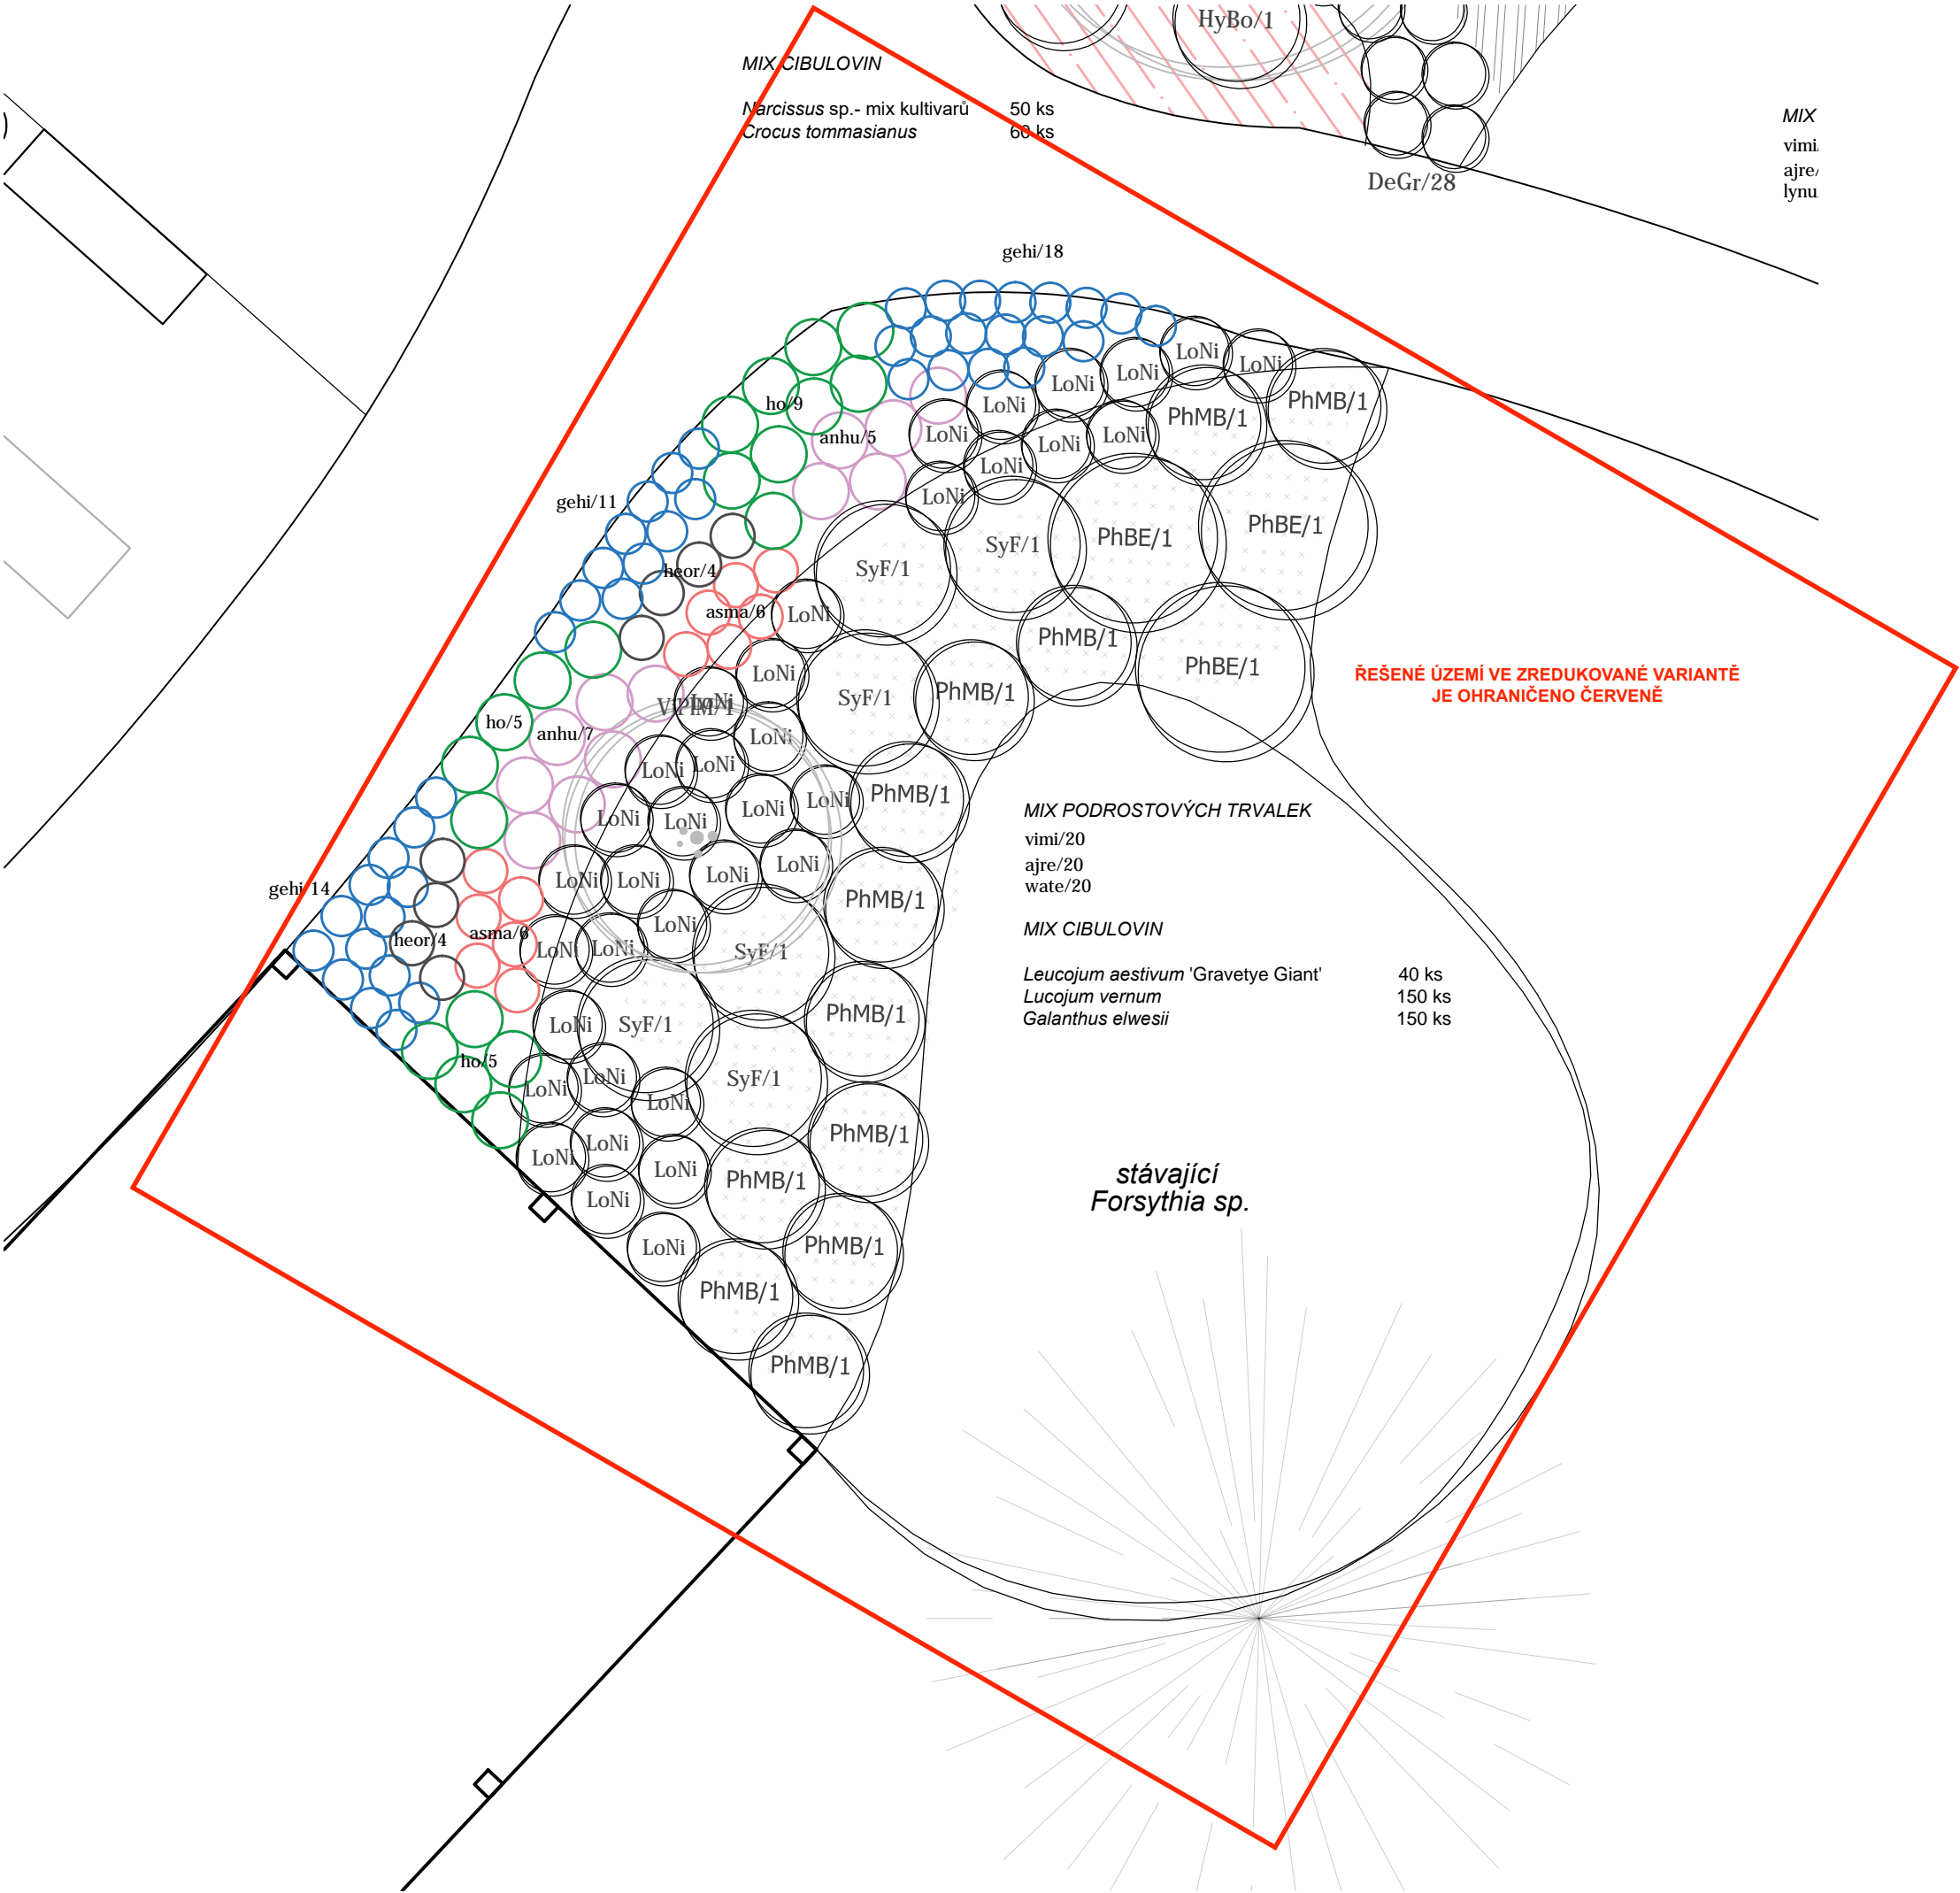 HyBo/1
MIX CIBULOVIN
Narcissus sp.- mix kultivarů 50 ks
Crocus tommasianus 60 ks
DeGr/28
MIX
vimi
ajre/
lynu
gehi/18
LoNi
LoNi
LoNi
LoNi
LoNi
PhMB/1
PhMB/1
ho/9
anhu/5
LoNi
LoNi
LoNi
LoNi
LoNi
gehi/11
SyF/1
PhBE/1
PhBE/1
SyF/1
heor/4
asma/6
LoNi
PhMB/1
PhBE/1
LoNi
SyF/1
PhMB/1
ŘEŠENÉ ÚZEMÍ VE ZREDUKOVANÉ VARIANTĚ
JE OHRANIČENO ČERVENĚ
LoNi
ho/5
anhu/7
LoNi
LoNi
LoNi
PhMB/1
LoNi
LoNi
LoNi
LoNi
MIX PODROSTOVÝCH TRVALEK
vimi/20
ajre/20
wate/20
gehi/14
LoNi
LoNi
LoNi
LoNi
PhMB/1
LoNi
MIX CIBULOVIN
heor/4
asma/6
LoNi
LoNi
SyF/1
Leucojum aestivum 'Gravetye Giant' 40 ks
Lucojum vernum 150 ks
Galanthus elwesii 150 ks
LoNi
SyF/1
PhMB/1
ho/5
LoNi
LoNi
SyF/1
LoNi
PhMB/1
LoNi
LoNi
LoNi
PhMB/1
stávající
Forsythia sp.
LoNi
LoNi
PhMB/1
PhMB/1
PhMB/1